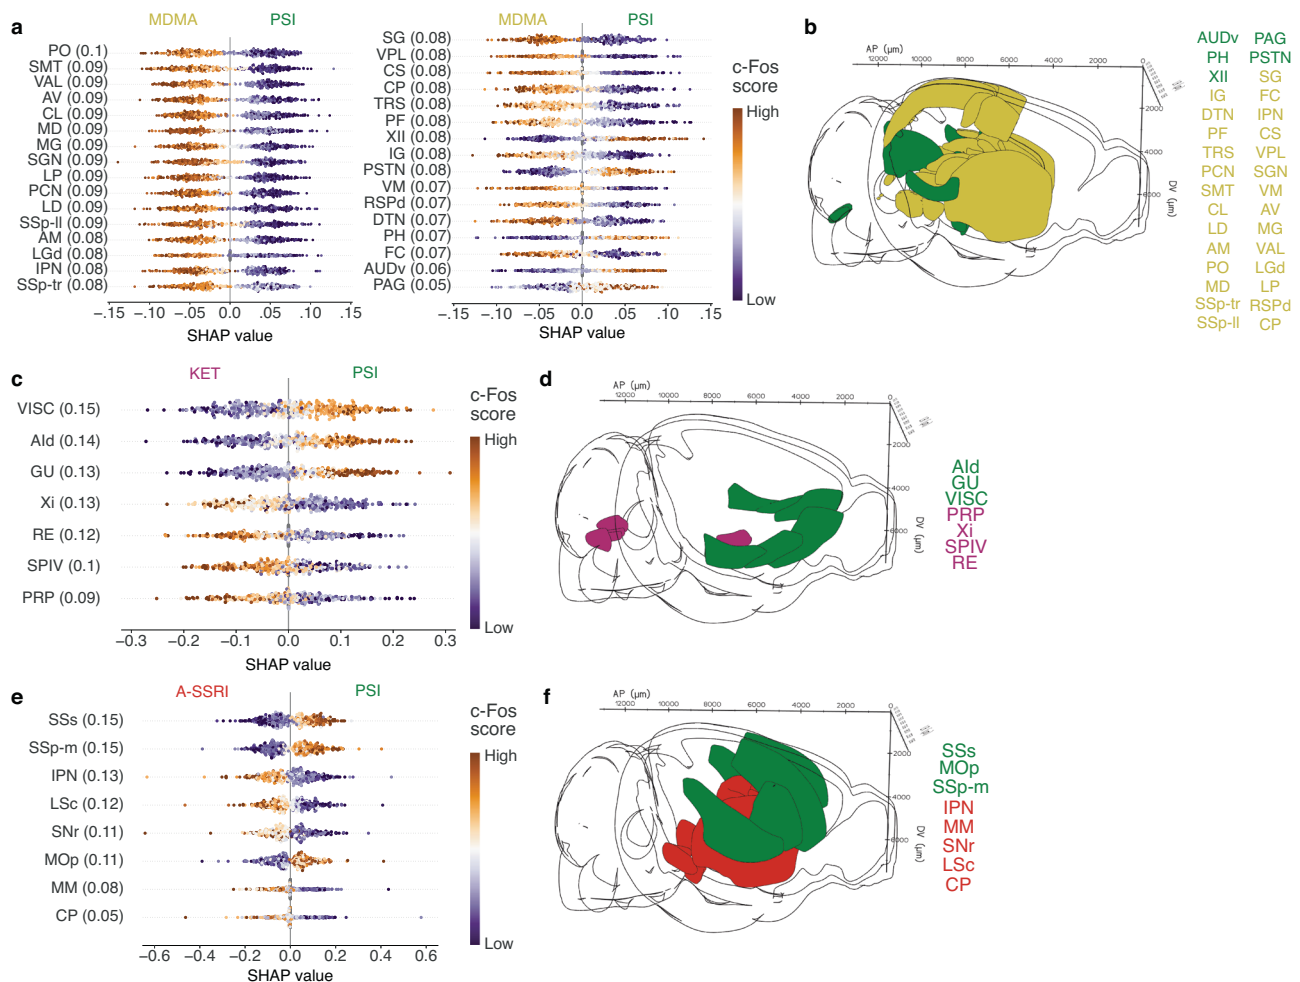 a
MDMA PSI
PO (0.1)
SMT (0.09)
VAL (0.09)
AV (0.09)
CL (0.09)
MD (0.09)
MG (0.09)
SGN (0.09)
LP (0.09)
PCN (0.09)
LD (0.09)
SSp-ll (0.09)
AM (0.08)
LGd (0.08)
IPN (0.08)
SSp-tr (0.08)
−.15 −.10 −.05 0.0 .05 .10 .15
SHAP value
MDMA PSI
SG (0.08)
VPL (0.08)
CS (0.08)
CP (0.08)
TRS (0.08)
PF (0.08)
XII (0.08)
IG (0.08)
PSTN (0.08)
VM (0.07)
RSPd (0.07)
DTN (0.07)
PH (0.07)
FC (0.07)
AUDv (0.06)
PAG (0.05)
−.15 −.10 −.05 0.0 .05 .10 .15
SHAP value
c-Fos
score
High
Low
b
AP (μm)
12000 10000 8000 6000 4000 2000 0
2000
4000
6000
DV (μm)
AUDv PAG
PH PSTN
XII SG
IG FC
DTN IPN
PF CS
TRS VPL
PCN SGN
SMT VM
CL AV
LD MG
AM VAL
PO LGd
MD LP
SSp-tr RSPd
SSp-ll CP
c
KET PSI
VISC (0.15)
AId (0.14)
GU (0.13)
Xi (0.13)
RE (0.12)
SPIV (0.1)
PRP (0.09)
−0.3 −0.2 −0.1 0.0 0.1 0.2 0.3
SHAP value
c-Fos
score
High
Low
d
AP (μm)
12000 10000 8000 6000 4000 2000 0
2000
4000
6000
DV (μm)
AId
GU
VISC
PRP
Xi
SPIV
RE
e
A-SSRI PSI
SSs (0.15)
SSp-m (0.15)
IPN (0.13)
LSc (0.12)
SNr (0.11)
MOp (0.11)
MM (0.08)
CP (0.05)
−0.6 −0.4 −0.2 0.0 0.2 0.4 0.6
SHAP value
c-Fos
score
High
Low
f
AP (μm)
12000 10000 8000 6000 4000 2000 0
2000
4000
6000
DV (μm)
SSs
MOp
SSp-m
IPN
MM
SNr
LSc
CP